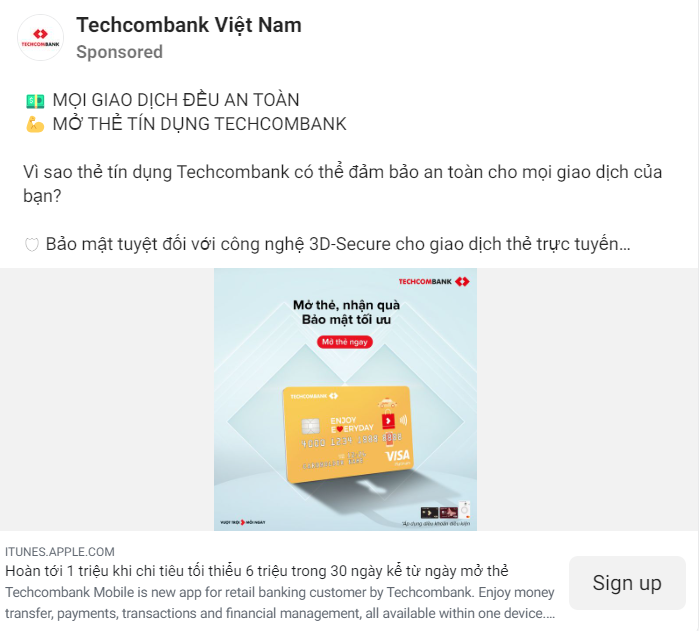 TECHCOMBANK
Techcombank Việt Nam
Sponsored
MỌI GIAO DỊCH ĐỀU AN TOÀN
MỞ THẺ TÍN DỤNG TECHCOMBANK
Vì sao thẻ tín dụng Techcombank có thể đảm bảo an toàn cho mọi giao dịch của
bạn?
Bảo mật tuyệt đối với công nghệ 3D-Secure cho giao dịch thẻ trực tuyến...
TECHCOMBANK
Mở thẻ, nhận quà
Bảo mật tối ưu
Mở thẻ ngay
TECHCOMBANK
ENJOY
EVERYDAY
VISA
VƯỢT TRỘI MỖI NGÀY
*Áp dụng điều khoản điều kiện
ITUNES.APPLE.COM
Hoàn tới 1 triệu khi chi tiêu tối thiểu 6 triệu trong 30 ngày kể từ ngày mở thẻ
Techcombank Mobile is new app for retail banking customer by Techcombank. Enjoy money
transfer, payments, transactions and financial management, all available within one device....
Sign up